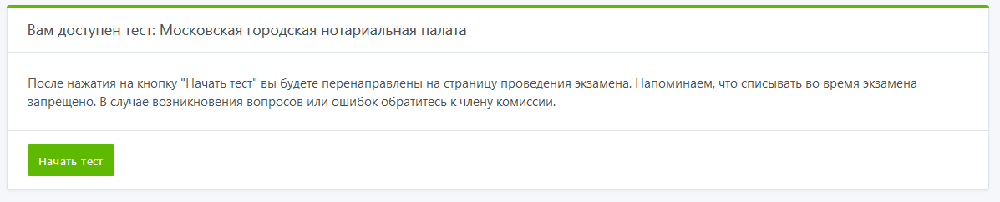 Вам доступен тест: Московская городская нотариальная палата
После нажатия на кнопку "Начать тест" вы будете перенаправлены на страницу проведения экзамена. Напоминаем, что списывать во время экзамена
запрещено. В случае возникновения вопросов или ошибок обратитесь к члену комиссии.
Начать тест